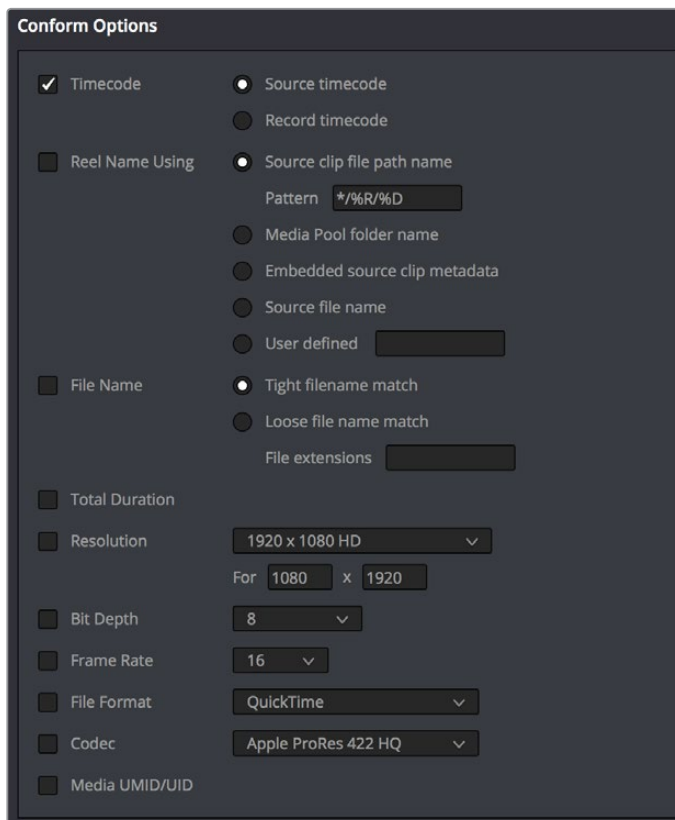 Conform Options
Timecode Source timecode
Record timecode
Reel Name Using Source clip file path name
Pattern */%R/%D
Media Pool folder name
Embedded source clip metadata
Source file name
User defined
File Name Tight filename match
Loose file name match
File extensions
Total Duration
Resolution 1920 x 1080 HD
For 1080 x 1920
Bit Depth 8
Frame Rate 16
File Format QuickTime
Codec Apple ProRes 422 HQ
Media UMID/UID